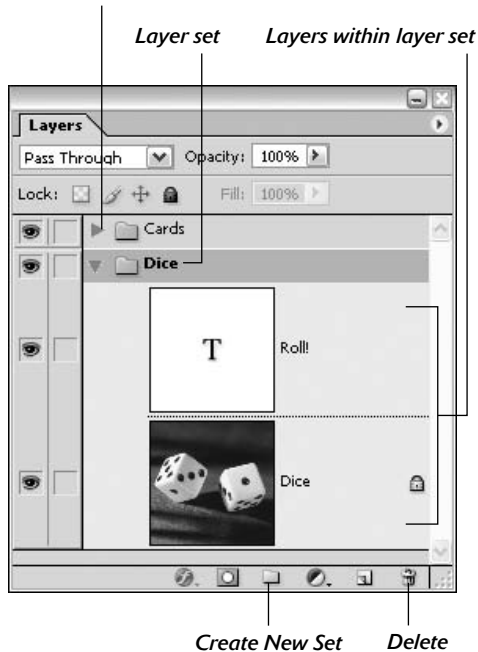 Layer set
Layers within layer set
Layers
Pass Through Opacity: 100%
Lock: Fill: 100%
Cards
Dice
T Roll!
Dice
Create New Set Delete